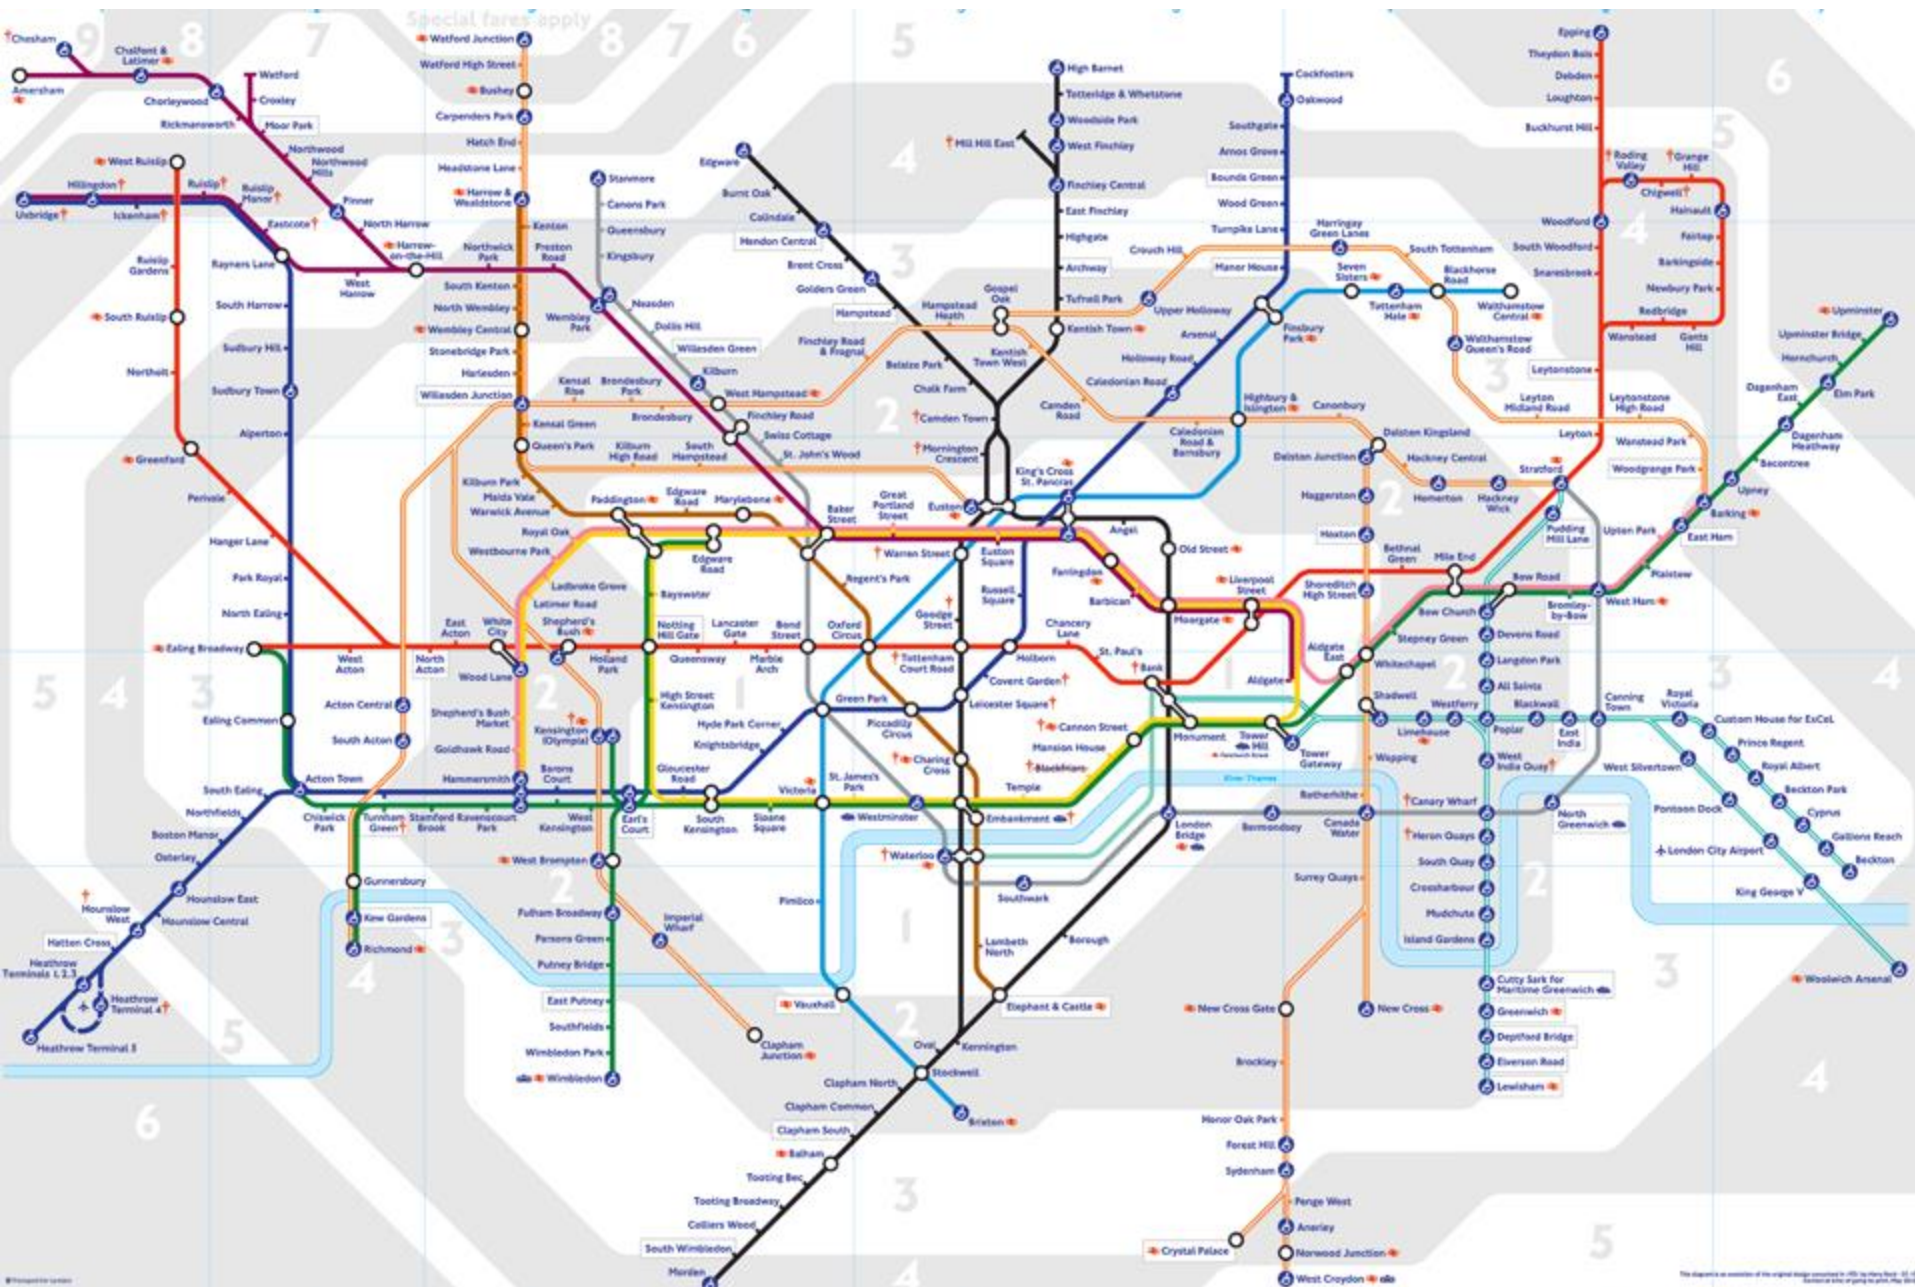 Special fares apply
9
8
7
8
7
6
5
6
Chesham
Chalfont &
Latimer
Amersham
Chorleywood
Watford
Croxley
Rickmansworth
Moor Park
Northwood
Northwood
Hills
Pinner
North Harrow
Harrow-
on-the-Hill
West Ruislip
Hillingdon
Ruislip
Ruislip
Manor
Uxbridge
Ickenham
Eastcote
Ruislip
Gardens
Rayners Lane
West
Harrow
South Harrow
South Ruislip
Sudbury Hill
Northolt
Sudbury Town
Alperton
Greenford
Perivale
Hanger Lane
Park Royal
North Ealing
Ealing Broadway
West
Acton
North
Acton
East
Acton
White
City
Shepherd's
Bush
Holland
Park
Notting
Hill Gate
Queensway
Lancaster
Gate
Marble
Arch
Bond
Street
Oxford
Circus
Tottenham
Court Road
Holborn
Chancery
Lane
St. Paul's
Bank
Watford Junction
Watford High Street
Bushey
Carpenders Park
Hatch End
Headstone Lane
Harrow &
Wealdstone
Kenton
Northwick
Park
Preston
Road
South Kenton
North Wembley
Wembley Central
Stonebridge Park
Harlesden
Willesden Junction
Kensal Green
Queen's Park
Kilburn Park
Maida Vale
Warwick Avenue
Royal Oak
Westbourne Park
Ladbroke Grove
Latimer Road
Wood Lane
Shepherd's Bush
Market
Goldhawk Road
Hammersmith
Stanmore
Canons Park
Queensbury
Kingsbury
Wembley
Park
Neasden
Dollis Hill
Willesden Green
Kilburn
West Hampstead
Finchley Road
Swiss Cottage
St. John's Wood
Kensal
Rise
Brondesbury
Park
Brondesbury
Kilburn
High Road
South
Hampstead
Paddington
Edgware
Road
Marylebone
Baker
Street
Great
Portland
Street
Edgware
Road
Bayswater
High Street
Kensington
Edgware
Burnt Oak
Colindale
Hendon Central
Brent Cross
Golders Green
Hampstead
Hampstead
Heath
Finchley Road
& Frognal
Belsize Park
Chalk Farm
Camden Town
Mornington
Crescent
Euston
High Barnet
Totteridge & Whetstone
Woodside Park
Mill Hill East
West Finchley
Finchley Central
East Finchley
Highgate
Archway
Tufnell Park
Kentish Town
Gospel
Oak
Kentish
Town West
Camden
Road
Upper Holloway
Crouch Hill
Harringay
Green Lanes
South Tottenham
Seven
Sisters
Tottenham
Hale
Blackhorse
Road
Walthamstow
Central
Walthamstow
Queen's Road
Cockfosters
Oakwood
Southgate
Arnos Grove
Bounds Green
Wood Green
Turnpike Lane
Manor House
Finsbury
Park
Arsenal
Holloway Road
Caledonian Road
Highbury &
Islington
Canonbury
Caledonian
Road &
Barnsbury
King's Cross
St. Pancras
Dalston Kingsland
Dalston Junction
Hackney Central
Homerton
Hackney
Wick
Stratford
Haggerston
Hoxton
Shoreditch
High Street
Leyton
Midland Road
Leytonstone
High Road
Wanstead Park
Woodgrange Park
Epping
Theydon Bois
Debden
Loughton
Buckhurst Hill
Roding
Valley
Grange
Hill
Chigwell
Hainault
Fairlop
Barkingside
Newbury Park
Redbridge
Gants
Hill
Wanstead
Woodford
South Woodford
Snaresbrook
Leytonstone
Leyton
Upminster
Upminster Bridge
Hornchurch
Elm Park
Dagenham
East
Dagenham
Heathway
Becontree
Upney
Barking
East Ham
Upton Park
Plaistow
West Ham
Bromley-
by-Bow
Bow Road
Mile End
Bethnal
Green
Pudding
Mill Lane
Bow Church
Devons Road
Langdon Park
All Saints
Stepney Green
Whitechapel
Aldgate
East
Aldgate
Liverpool
Street
Moorgate
Barbican
Farringdon
Angel
Old Street
Euston
Square
Warren Street
Regent's Park
Goodge
Street
Russell
Square
Covent Garden
Leicester Square
Green Park
Piccadilly
Circus
Hyde Park Corner
Knightsbridge
Charing
Cross
Cannon Street
Mansion House
Blackfriars
Temple
Embankment
Monument
Tower
Hill
Tower
Gateway
Shadwell
Limehouse
Westferry
Poplar
Blackwall
East
India
Canning
Town
Royal
Victoria
Custom House for ExCeL
Prince Regent
Royal Albert
Beckton Park
Cyprus
Gallions Reach
Beckton
West Silvertown
Pontoon Dock
London City Airport
King George V
Woolwich Arsenal
West
India Quay
Canary Wharf
Heron Quays
South Quay
Crossharbour
Mudchute
Island Gardens
Cutty Sark for
Maritime Greenwich
Greenwich
Deptford Bridge
Elverson Road
Lewisham
North
Greenwich
Wapping
Rotherhithe
Canada
Water
Surrey Quays
Bermondsey
London
Bridge
River Thames
Acton Central
South Acton
Ealing Common
South Ealing
Acton Town
Northfields
Boston Manor
Osterley
Hounslow East
Hounslow Central
Hounslow
West
Hatton Cross
Heathrow
Terminals 1, 2, 3
Heathrow
Terminal 4
Heathrow Terminal 5
Chiswick
Park
Turnham
Green
Stamford
Brook
Ravenscourt
Park
Barons
Court
West
Kensington
Kensington
(Olympia)
Earl's
Court
Gloucester
Road
South
Kensington
Sloane
Square
Victoria
St. James's
Park
Westminster
Waterloo
Southwark
Gunnersbury
Kew Gardens
Richmond
West Brompton
Fulham Broadway
Parsons Green
Putney Bridge
East Putney
Southfields
Wimbledon Park
Wimbledon
Imperial
Wharf
Clapham
Junction
Pimlico
Vauxhall
Lambeth
North
Borough
Elephant & Castle
Kennington
Oval
Stockwell
Brixton
Clapham North
Clapham Common
Clapham South
Balham
Tooting Bec
Tooting Broadway
Colliers Wood
South Wimbledon
Morden
New Cross Gate
New Cross
Brockley
Honor Oak Park
Forest Hill
Sydenham
Penge West
Anerley
Crystal Palace
Norwood Junction
West Croydon
5
4
3
2
1
6